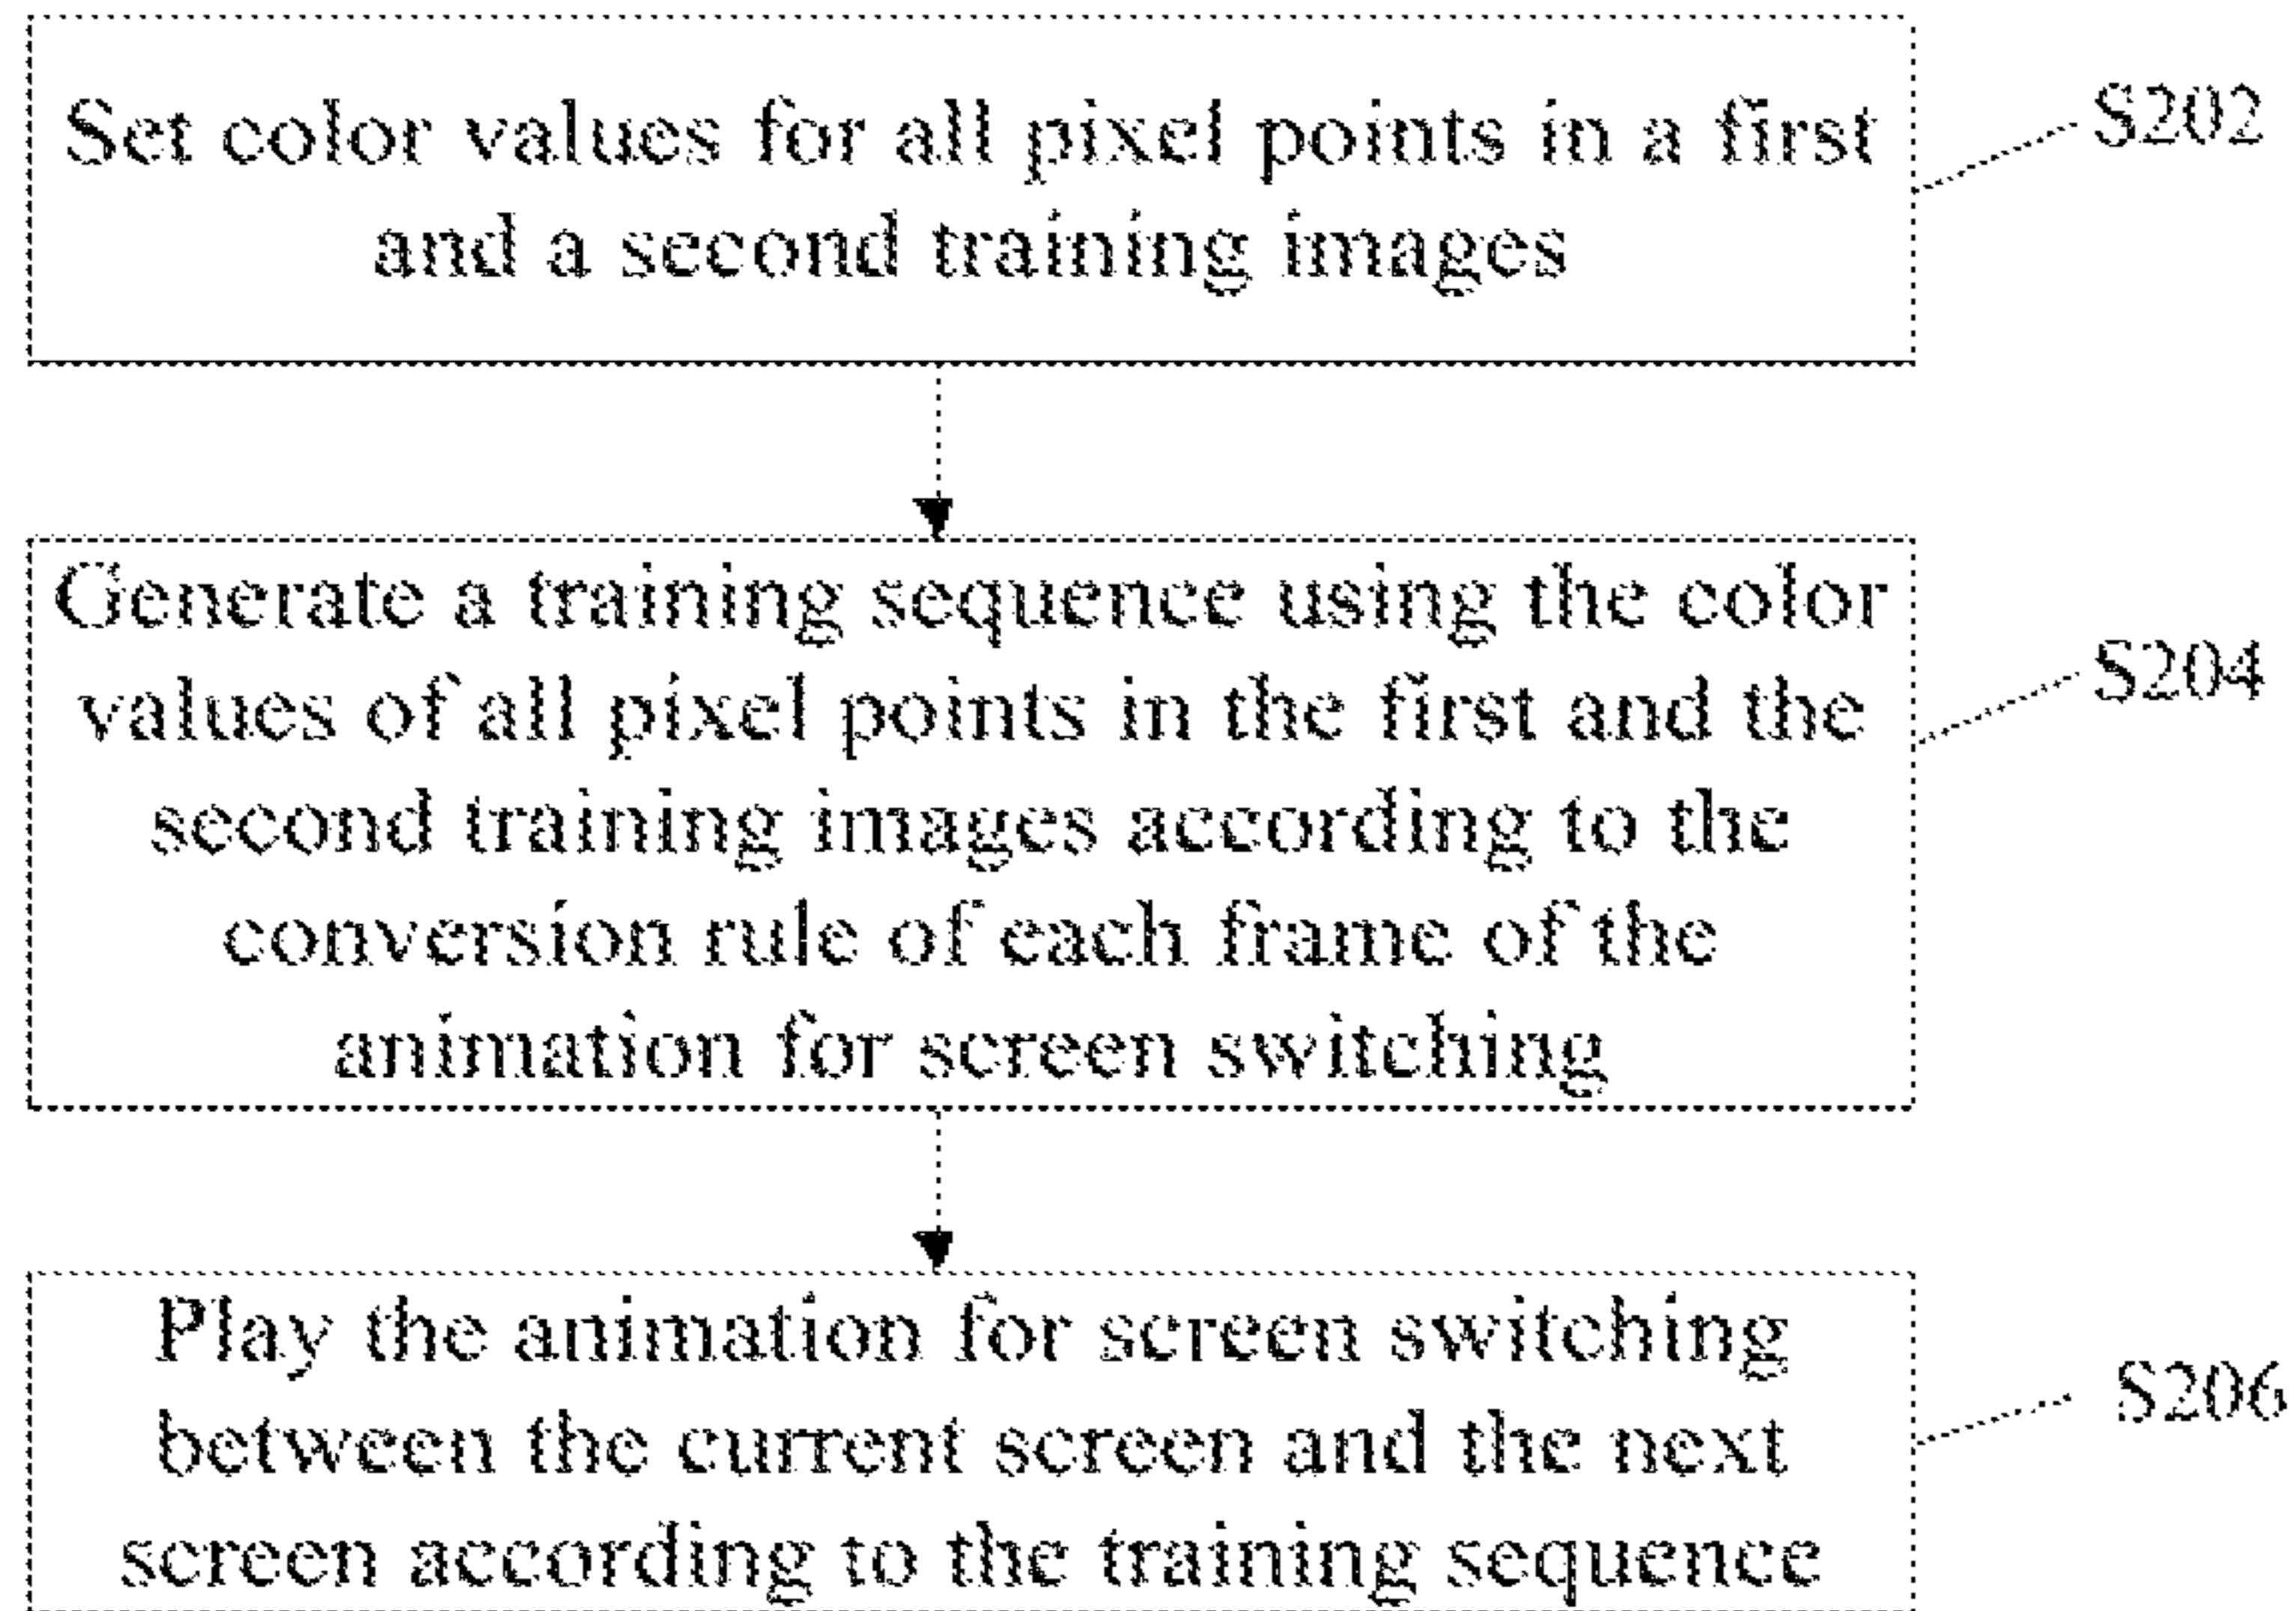 Set color values for all pixel points in a first
and a second training images
S202
Generate a training sequence using the color
values of all pixel points in the first and the
second training images according to the
conversion rule of each frame of the
animation for screen switching
S204
Play the animation for screen switching
between the current screen and the next
screen according to the training sequence
S206